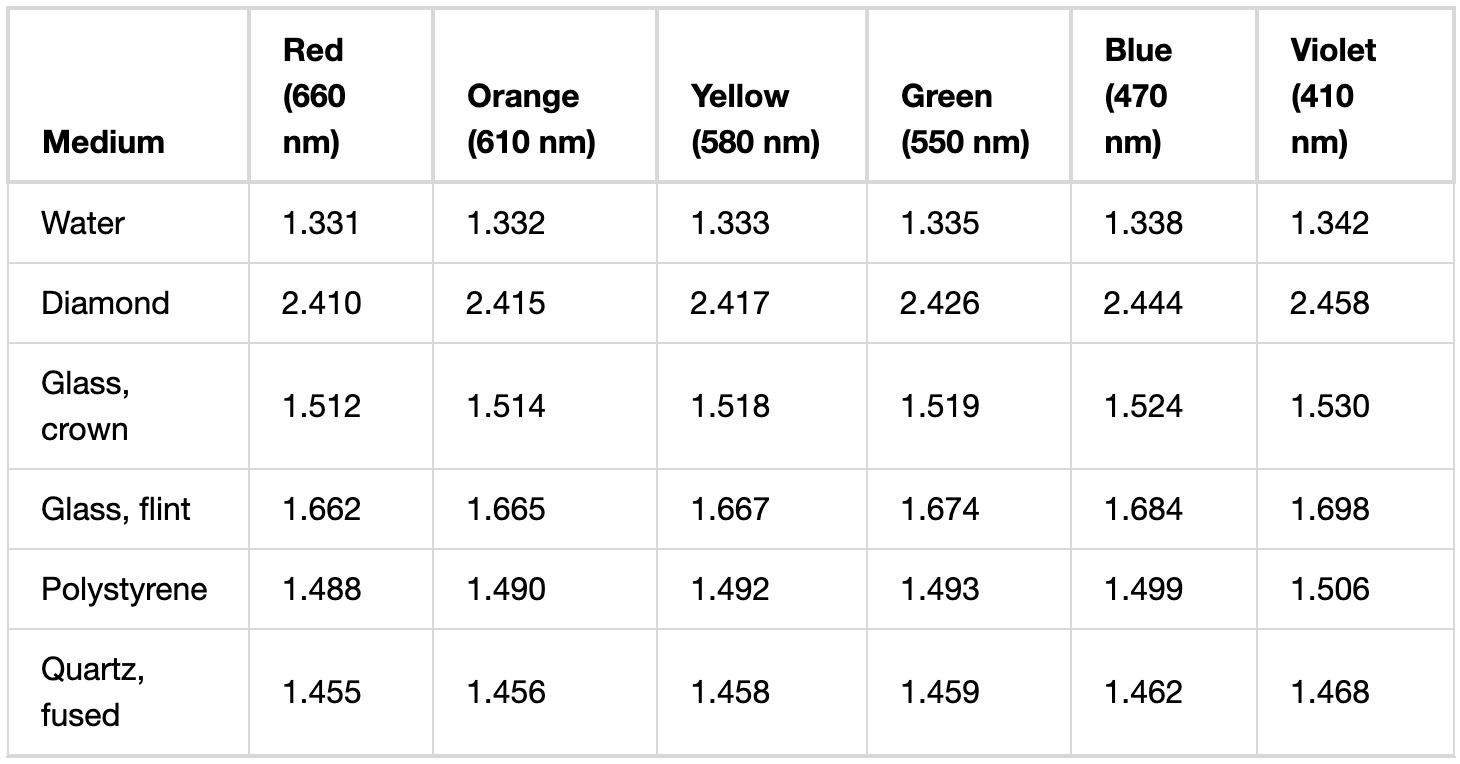 Medium Red (660 nm) Orange (610 nm) Yellow (580 nm) Green (550 nm) Blue (470 nm) Violet (410 nm)
Water 1.331 1.332 1.333 1.335 1.338 1.342
Diamond 2.410 2.415 2.417 2.426 2.444 2.458
Glass, crown 1.512 1.514 1.518 1.519 1.524 1.530
Glass, flint 1.662 1.665 1.667 1.674 1.684 1.698
Polystyrene 1.488 1.490 1.492 1.493 1.499 1.506
Quartz, fused 1.455 1.456 1.458 1.459 1.462 1.468